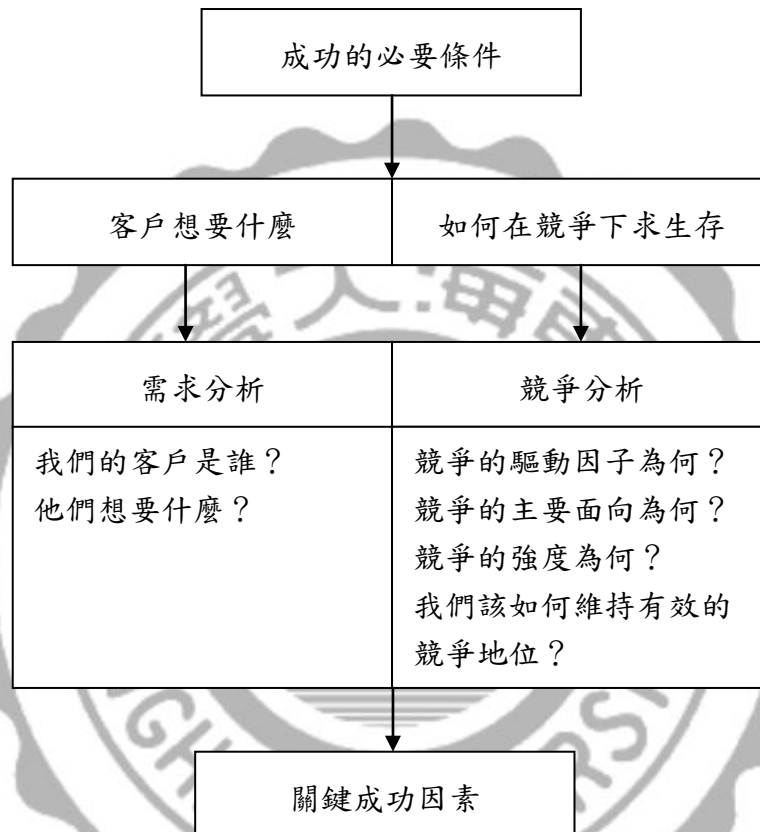 成功的必要條件
客戶想要什麼
如何在競爭下求生存
需求分析
競爭分析
我們的客戶是誰？
他們想要什麼？
競爭的驅動因子為何？
競爭的主要面向為何？
競爭的強度為何？
我們該如何維持有效的
競爭地位？
關鍵成功因素